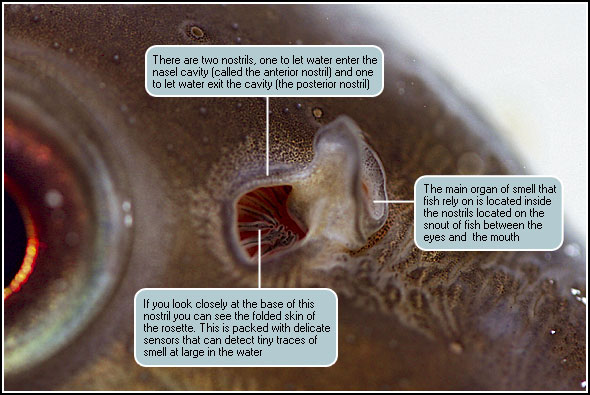 There are two nostrils, one to let water enter the
nasel cavity (called the anterior nostril) and one
to let water exit the cavity (the posterior nostril)
The main organ of smell that
fish rely on is located inside
the nostrils located on the
snout of fish between the
eyes and the mouth
If you look closely at the base of this
nostril you can see the folded skin of
the rosette. This is packed with delicate
sensors that can detect tiny traces of
smell at large in the water